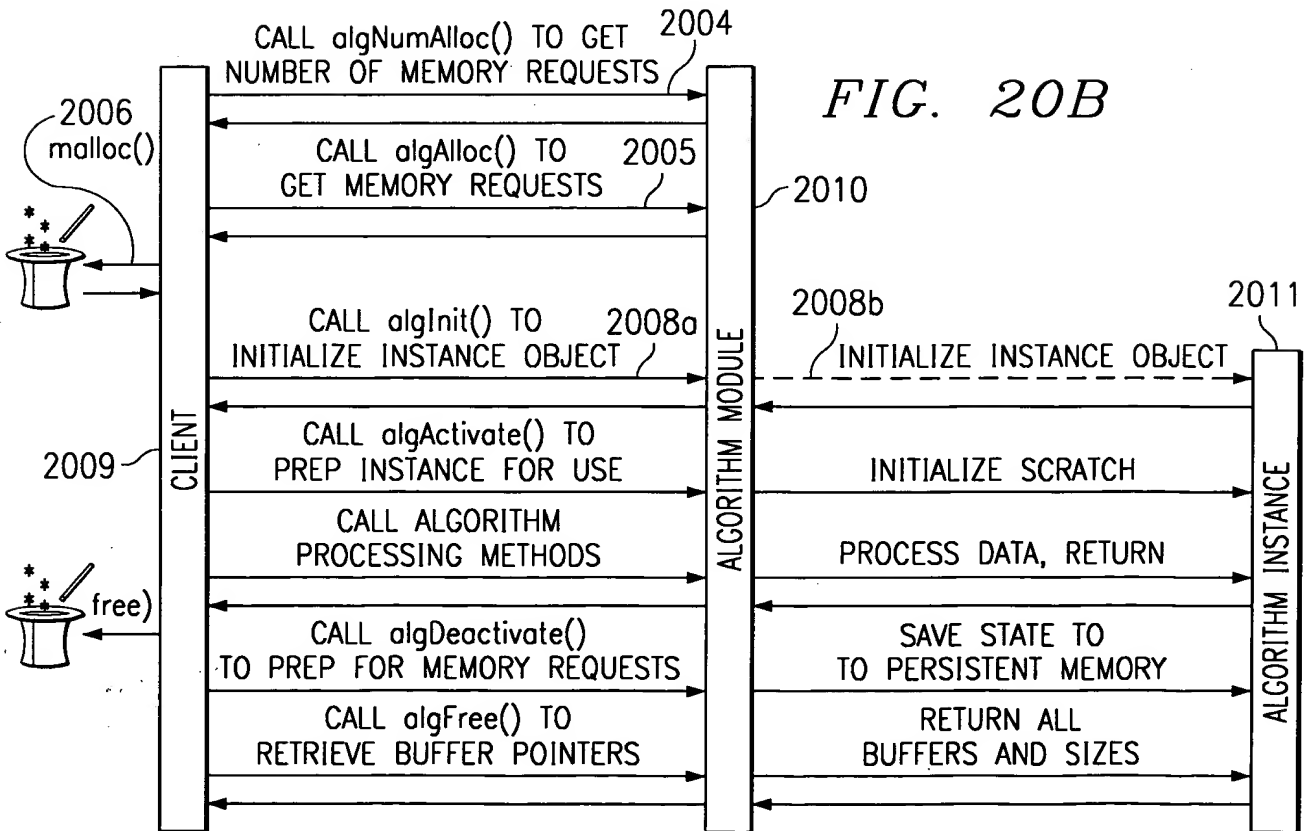 CALL algNumAlloc() TO GET
NUMBER OF MEMORY REQUESTS
2004
FIG. 20B
2006
malloc()
CALL algAlloc() TO
GET MEMORY REQUESTS
2005
2010
CALL algInit() TO
INITIALIZE INSTANCE OBJECT
2008a
2008b
INITIALIZE INSTANCE OBJECT
2011
2009
CLIENT
ALGORITHM MODULE
ALGORITHM INSTANCE
CALL algActivate() TO
PREP INSTANCE FOR USE
INITIALIZE SCRATCH
CALL ALGORITHM
PROCESSING METHODS
PROCESS DATA, RETURN
free)
CALL algDeactivate()
TO PREP FOR MEMORY REQUESTS
SAVE STATE TO
TO PERSISTENT MEMORY
CALL algFree() TO
RETRIEVE BUFFER POINTERS
RETURN ALL
BUFFERS AND SIZES